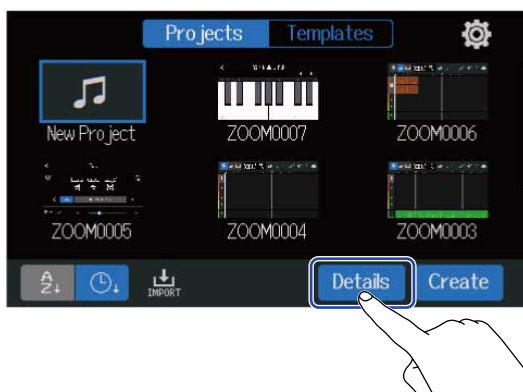 Projects Templates
New Project ZOOM0007 ZOOM0006
ZOOM0005 ZOOM0004 ZOOM0003
A Z IMPORT Details Create